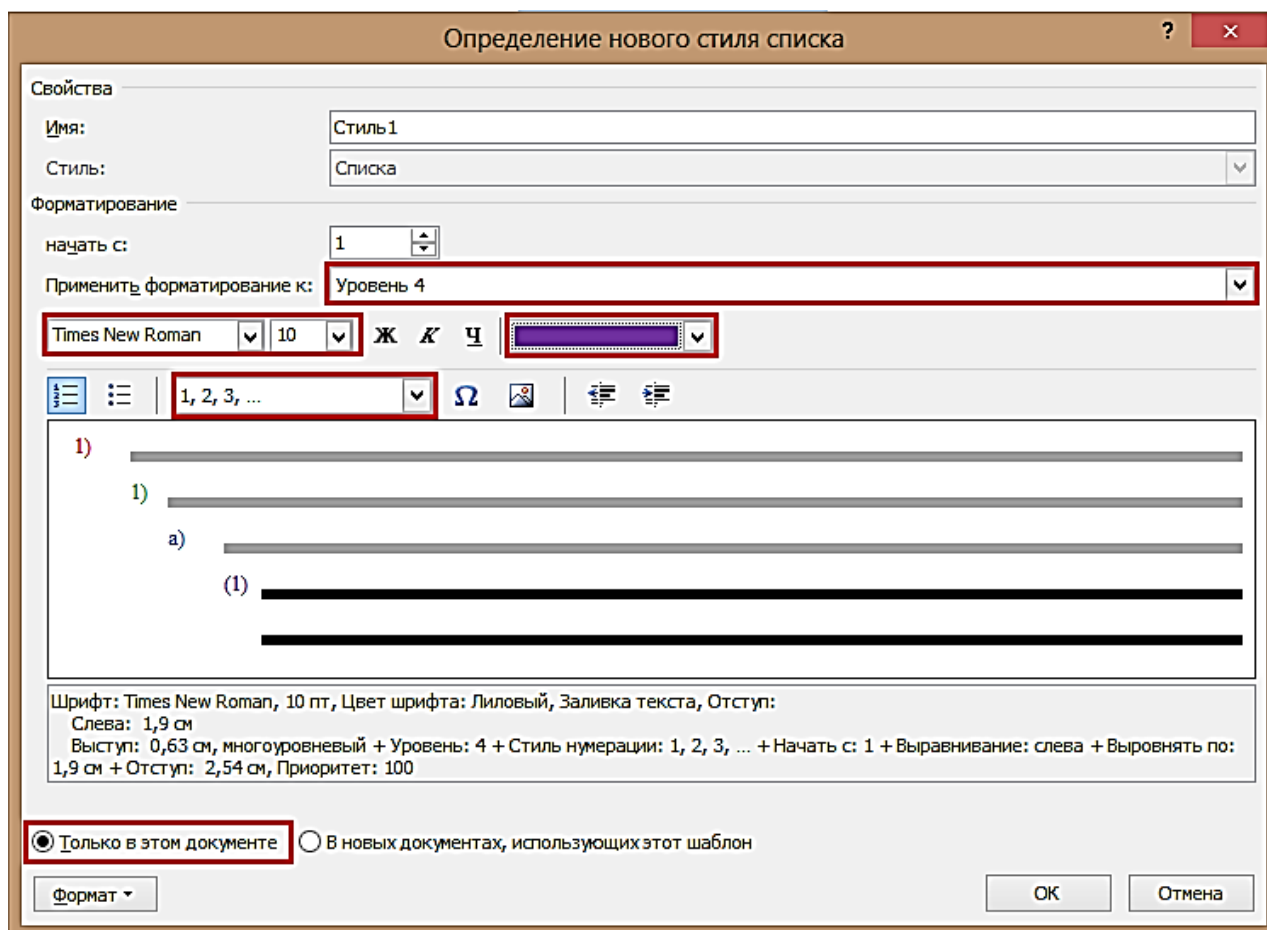 Определение нового стиля списка
? ×
Свойства
Имя: Стиль1
Стиль: Списка
Форматирование
начать с: 1
Применить форматирование к: Уровень 4
Times New Roman 10 Ж К Ч
1, 2, 3, ... Ω
1)
1)
a)
(1)
Шрифт: Times New Roman, 10 пт, Цвет шрифта: Лиловый, Заливка текста, Отступ:
Слева: 1,9 см
Выступ: 0,63 см, многоуровневый + Уровень: 4 + Стиль нумерации: 1, 2, 3, ... + Начать с: 1 + Выравнивание: слева + Выровнять по:
1,9 см + Отступ: 2,54 см, Приоритет: 100
Только в этом документе В новых документах, использующих этот шаблон
Формат OK Отмена